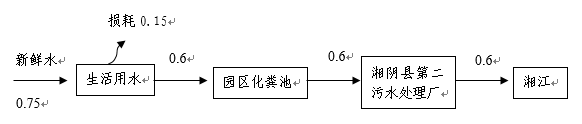 损耗 0.15
新鲜水
0.75
生活用水
0.6
园区化粪池
0.6
湘阴县第二
污水处理厂
0.6
湘江